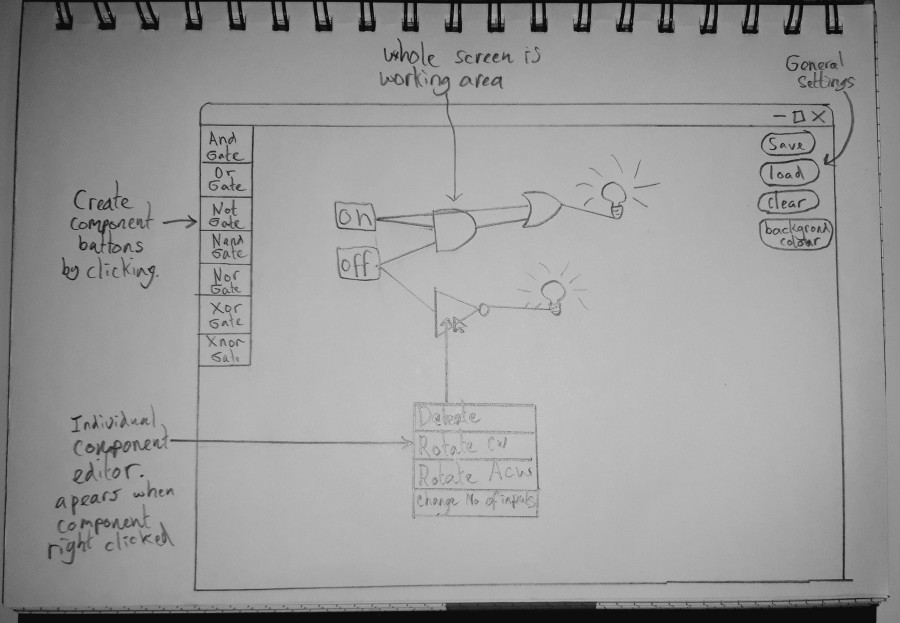 whole screen is
working area
General
Settings
And
Gate
Or
Gate
Not
Gate
Nand
Gate
Nor
Gate
Xor
Gate
Xnor
Gate
Create
component
buttons
by clicking.
on
off
Save
load
clear
backgrond
colour
Individual
component
editor.
apears when
component
right clicked
Deleate
Rotate cw
Rotate Acw
change No of inputs